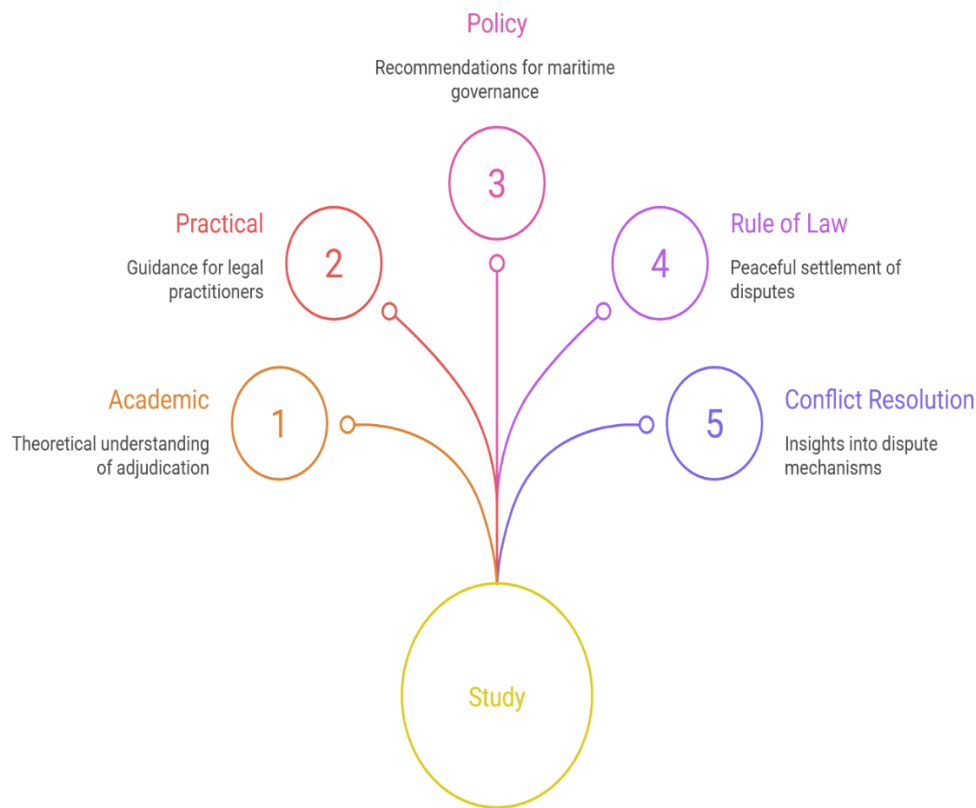 Policy
Recommendations for maritime
governance
3
Practical
Guidance for legal
practitioners
2
4
Rule of Law
Peaceful settlement of
disputes
Academic
Theoretical understanding
of adjudication
1
5
Conflict Resolution
Insights into dispute
mechanisms
Study